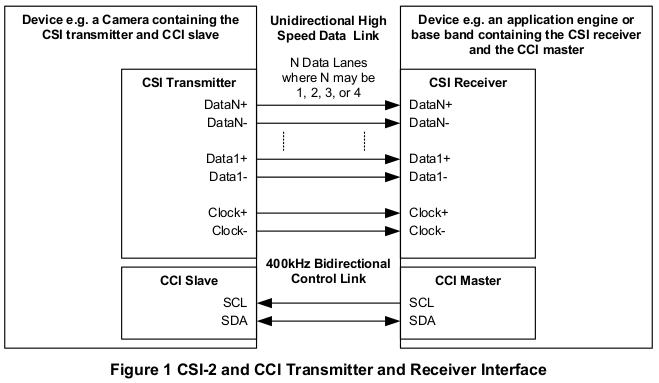 Device e.g. a Camera containing the
CSI transmitter and CCI slave
Unidirectional High
Speed Data Link
Device e.g. an application engine or
base band containing the CSI receiver
and the CCI master
N Data Lanes
where N may be
1, 2, 3, or 4
CSI Transmitter
DataN+
DataN-
Data1+
Data1-
Clock+
Clock-
CSI Receiver
DataN+
DataN-
Data1+
Data1-
Clock+
Clock-
400kHz Bidirectional
Control Link
CCI Slave
SCL
SDA
CCI Master
SCL
SDA
Figure 1 CSI-2 and CCI Transmitter and Receiver Interface